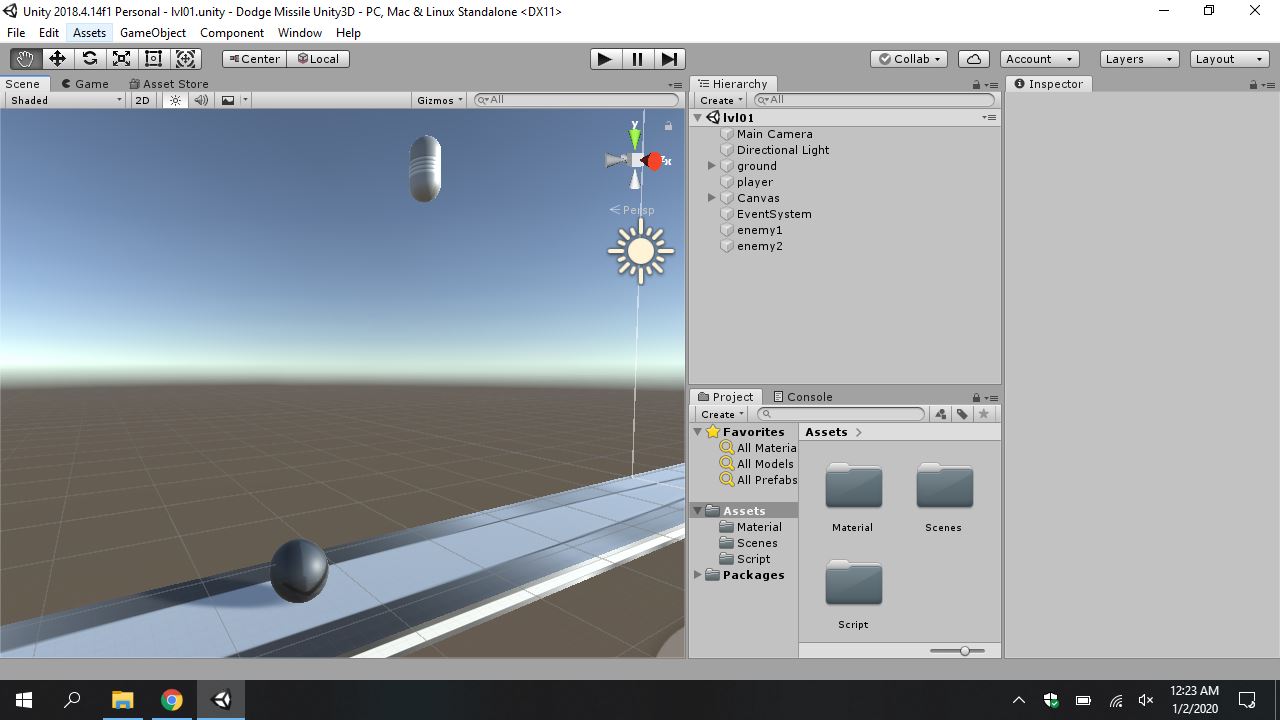 Unity 2018.4.14f1 Personal - lvl01.unity - Dodge Missile Unity3D - PC, Mac & Linux Standalone <DX11>
File Edit Assets GameObject Component Window Help
Center Local Collab Account Layers Layout
Scene Game Asset Store
Shaded 2D Gizmos All
y
x
Persp
Hierarchy
Create All
lvl01
Main Camera
Directional Light
ground
player
Canvas
EventSystem
enemy1
enemy2
Inspector
Project Console
Create
Favorites
All Materia
All Models
All Prefabs
Assets
Material
Scenes
Script
Packages
Assets
Material Scenes
Script
12:23 AM
1/2/2020